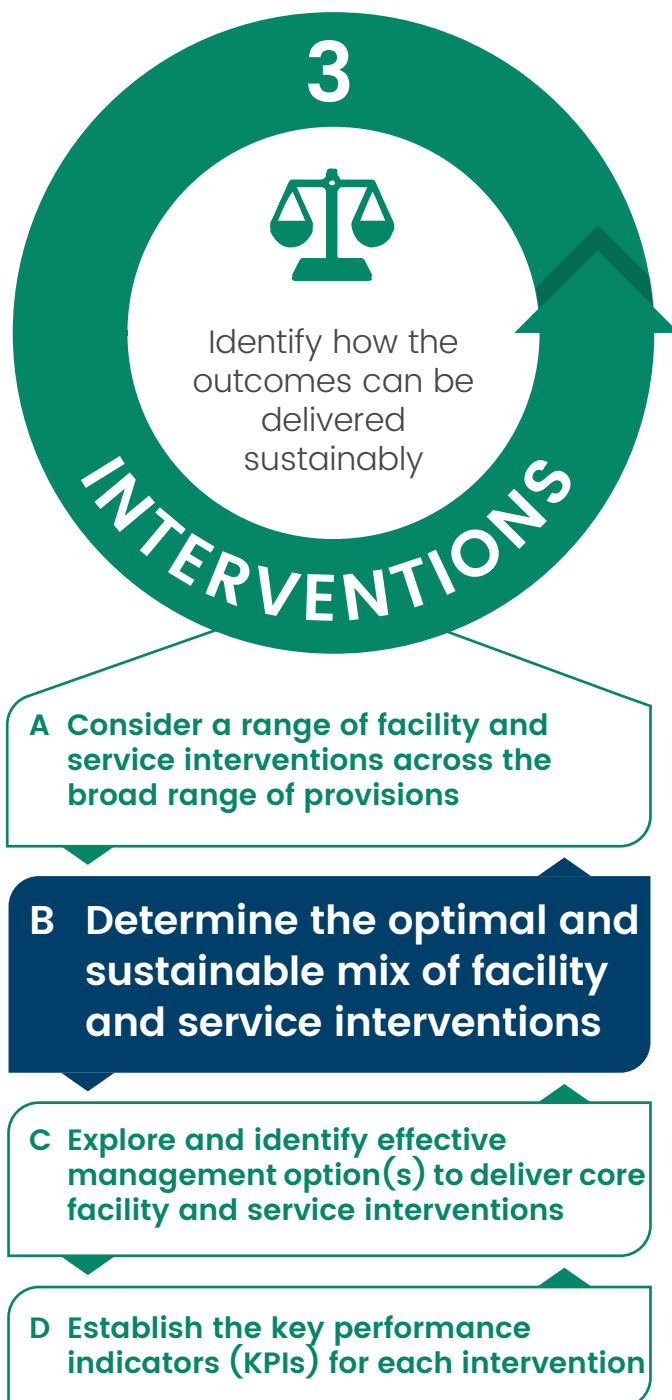 3
Identify how the
outcomes can be
delivered
sustainably
INTERVENTIONS
A Consider a range of facility and
service interventions across the
broad range of provisions
B Determine the optimal and
sustainable mix of facility
and service interventions
C Explore and identify effective
management option(s) to deliver core
facility and service interventions
D Establish the key performance
indicators (KPIs) for each intervention